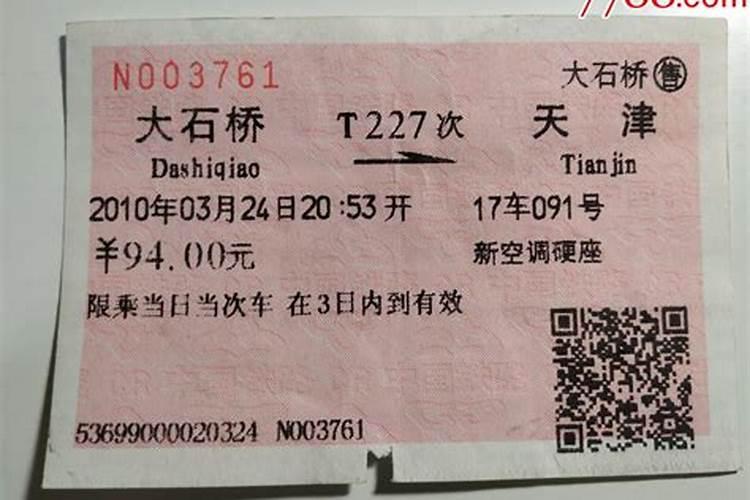 7788.com
N003761 大石桥㊝售
大石桥 T227次 天津
Dashiqiao Tianjin
2010年03月24日20:53开 17车091号
¥94.00元 新空调硬座
限乘当日当次车 在3日内到有效
53699000020324 N003761